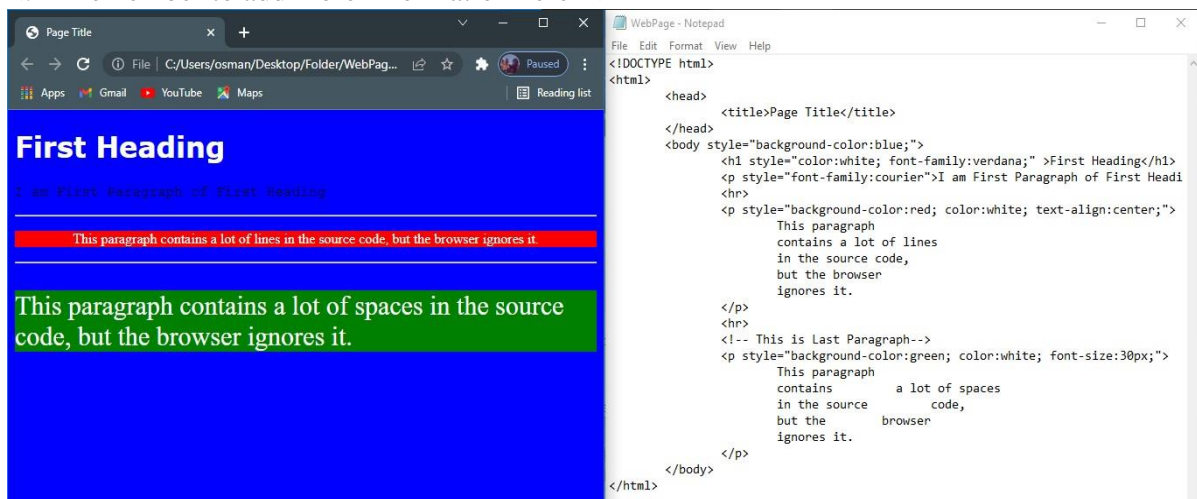 Page Title
File | C:/Users/osman/Desktop/Folder/WebPag...
Paused
Apps Gmail YouTube Maps Reading list
First Heading
I am First Paragraph of First Heading
This paragraph contains a lot of lines in the source code, but the browser ignores it.
This paragraph contains a lot of spaces in the source
code, but the browser ignores it.
WebPage - Notepad
File Edit Format View Help
<!DOCTYPE html>
<html>
<head>
<title>Page Title</title>
</head>
<body style="background-color:blue;">
<h1 style="color:white; font-family:verdana;" >First Heading</h1>
<p style="font-family:courier">I am First Paragraph of First Headi
<hr>
<p style="background-color:red; color:white; text-align:center;">
This paragraph
contains a lot of lines
in the source code,
but the browser
ignores it.
</p>
<hr>
<!-- This is Last Paragraph-->
<p style="background-color:green; color:white; font-size:30px;">
This paragraph
contains         a lot of spaces
in the source         code,
but the        browser
ignores it.
</p>
</body>
</html>